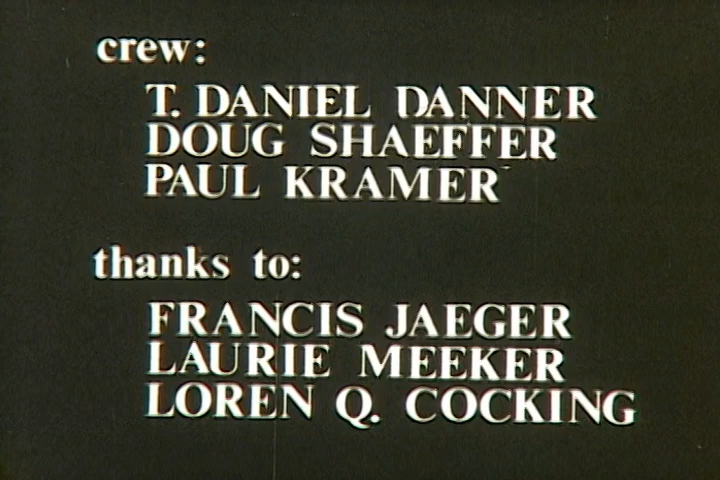 crew:
T. DANIEL DANNER
DOUG SHAEFFER
PAUL KRAMER
thanks to:
FRANCIS JAEGER
LAURIE MEEKER
LOREN Q. COCKING